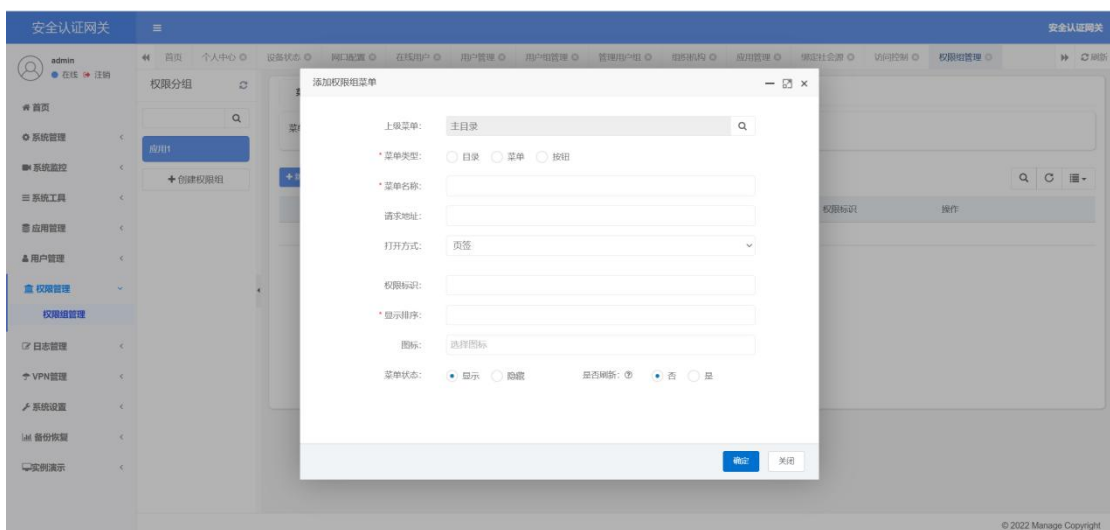 安全认证网关
安全认证网关
admin
在线 注销
首页 个人中心 设备状态 网口配置 在线用户 用户管理 用户组管理 管理用户组 组织机构 应用管理 绑定社会源 访问控制 权限组管理 刷新
权限分组
首页
系统管理
系统监控
系统工具
应用管理
用户管理
权限管理
权限组管理
日志管理
VPN管理
系统设置
备份恢复
实例演示
应用1
创建权限组
添加权限组菜单
上级菜单: 主目录
* 菜单类型: 目录 菜单 按钮
* 菜单名称:
请求地址:
打开方式: 页签
权限标识:
* 显示排序:
图标: 选择图标
菜单状态: 显示 隐藏 是否刷新: 否 是
确定 关闭
权限标识 操作
© 2022 Manage Copyright